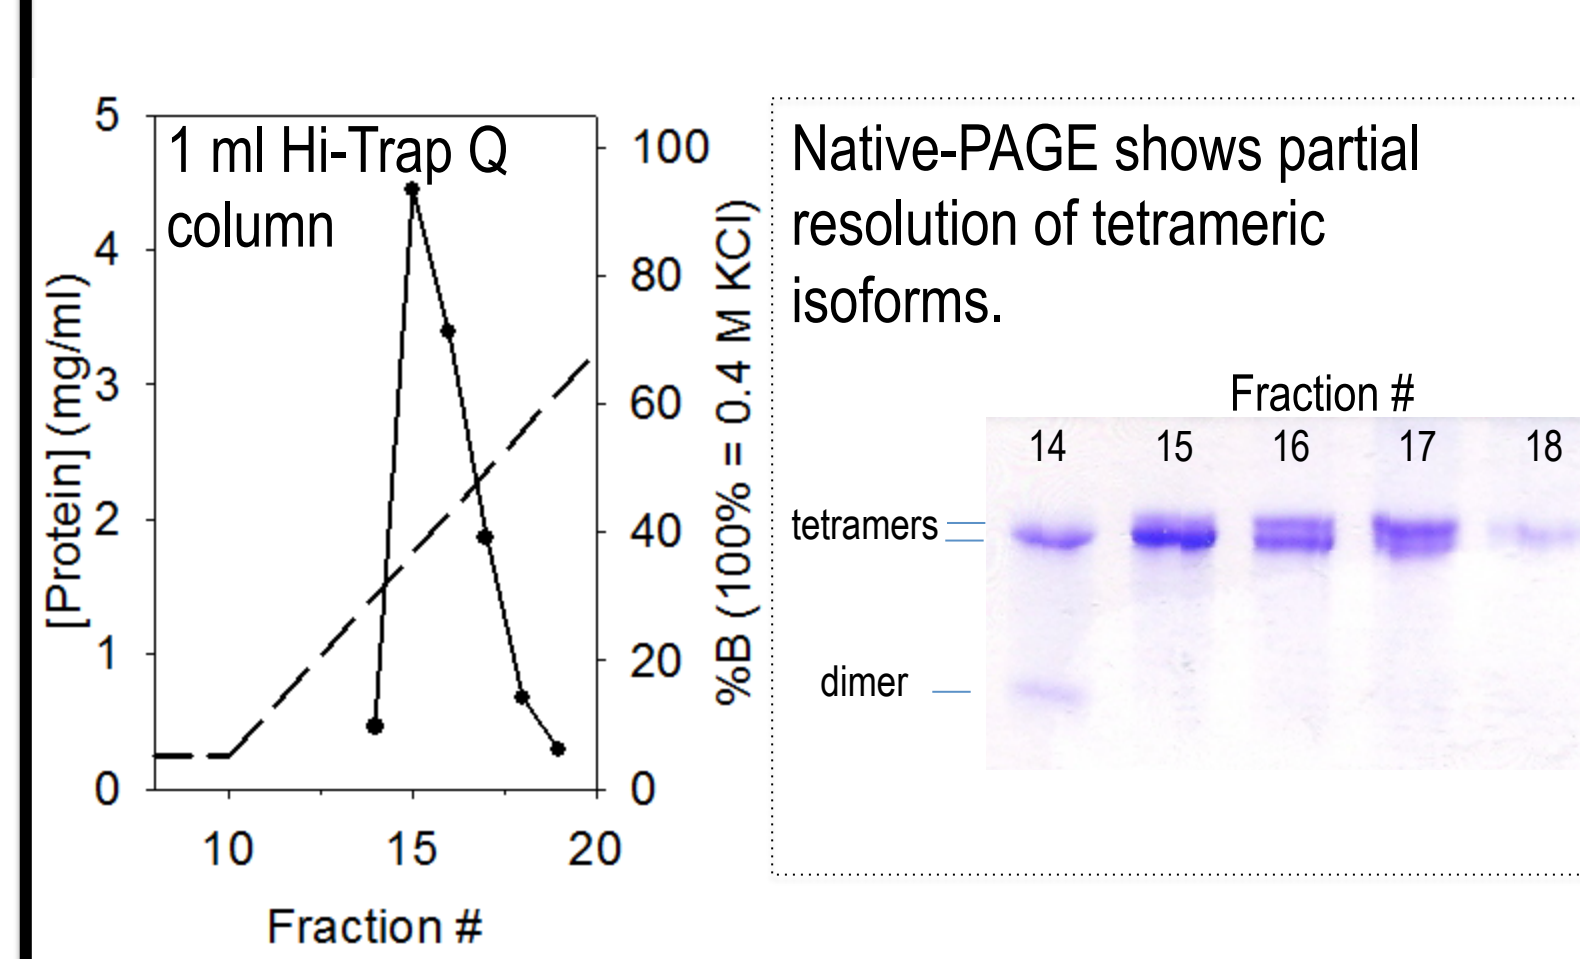 1 ml Hi-Trap Q
column
[Protein] (mg/ml)
5
4
3
2
1
0
100
80
60
40
20
0
%B (100% = 0.4 M KCl)
10
15
20
Fraction #
Native-PAGE shows partial
resolution of tetrameric
isoforms.
Fraction #
14 15 16 17 18
tetramers
dimer